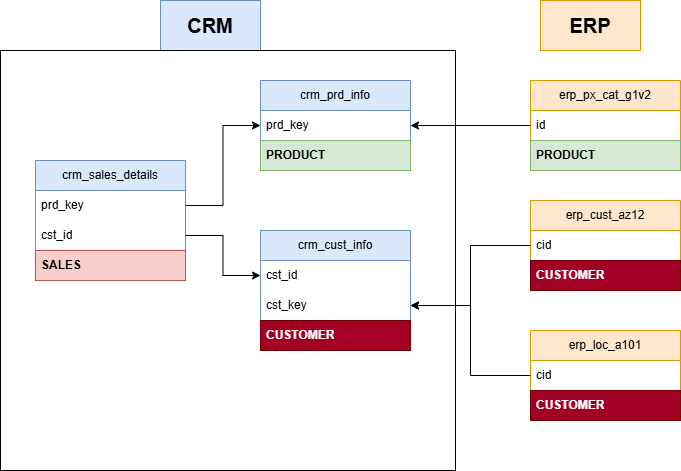 CRM
ERP
crm_prd_info
prd_key
PRODUCT
erp_px_cat_g1v2
id
PRODUCT
crm_sales_details
prd_key
cst_id
SALES
crm_cust_info
cst_id
cst_key
CUSTOMER
erp_cust_az12
cid
CUSTOMER
erp_loc_a101
cid
CUSTOMER